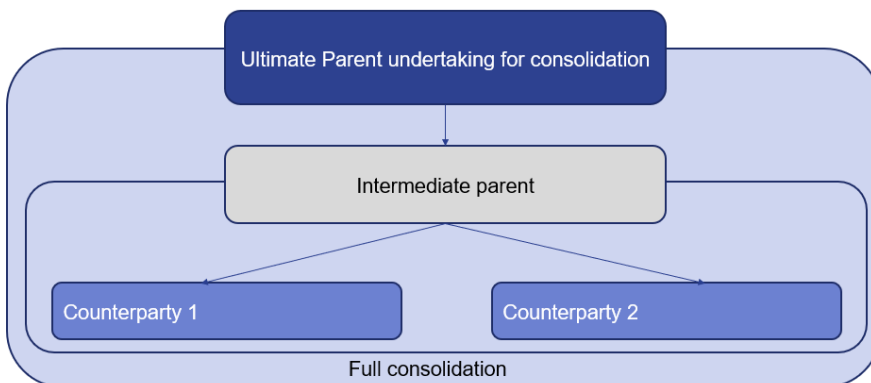 Ultimate Parent undertaking for consolidation
Intermediate parent
Counterparty 1
Counterparty 2
Full consolidation